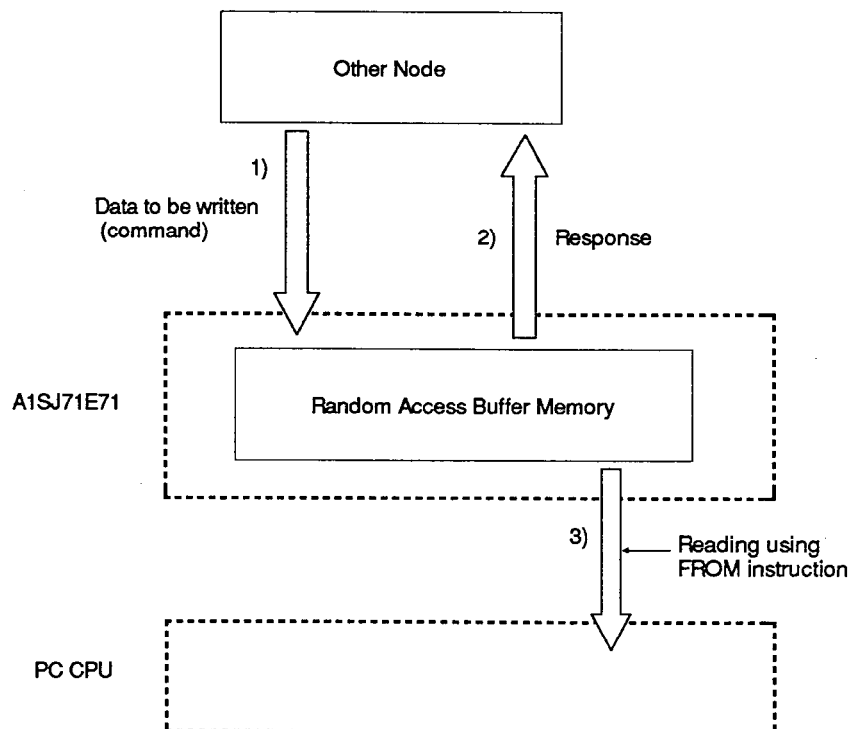 Other Node
1)
Data to be written
(command)
2)
Response
A1SJ71E71
Random Access Buffer Memory
3)
Reading using
FROM instruction
PC CPU